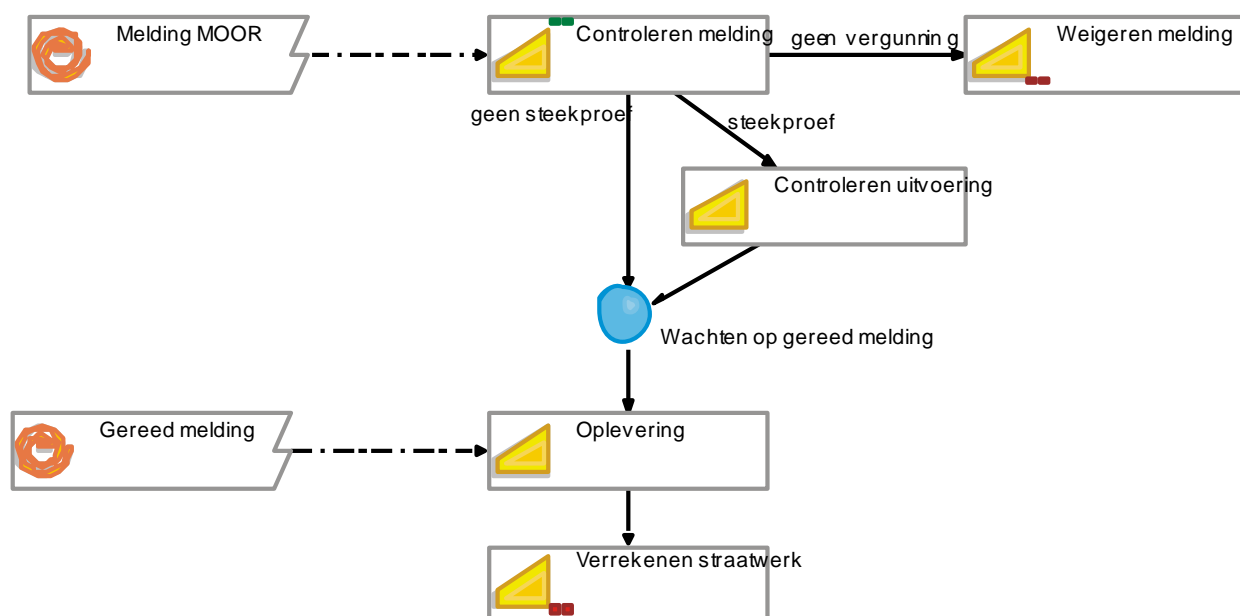 Melding MOOR
Controleren melding
geen vergunning
Weigeren melding
geen steekproef
steekproef
Controleren uitvoering
Wachten op gereed melding
Gereed melding
Oplevering
Verrekenen straatwerk